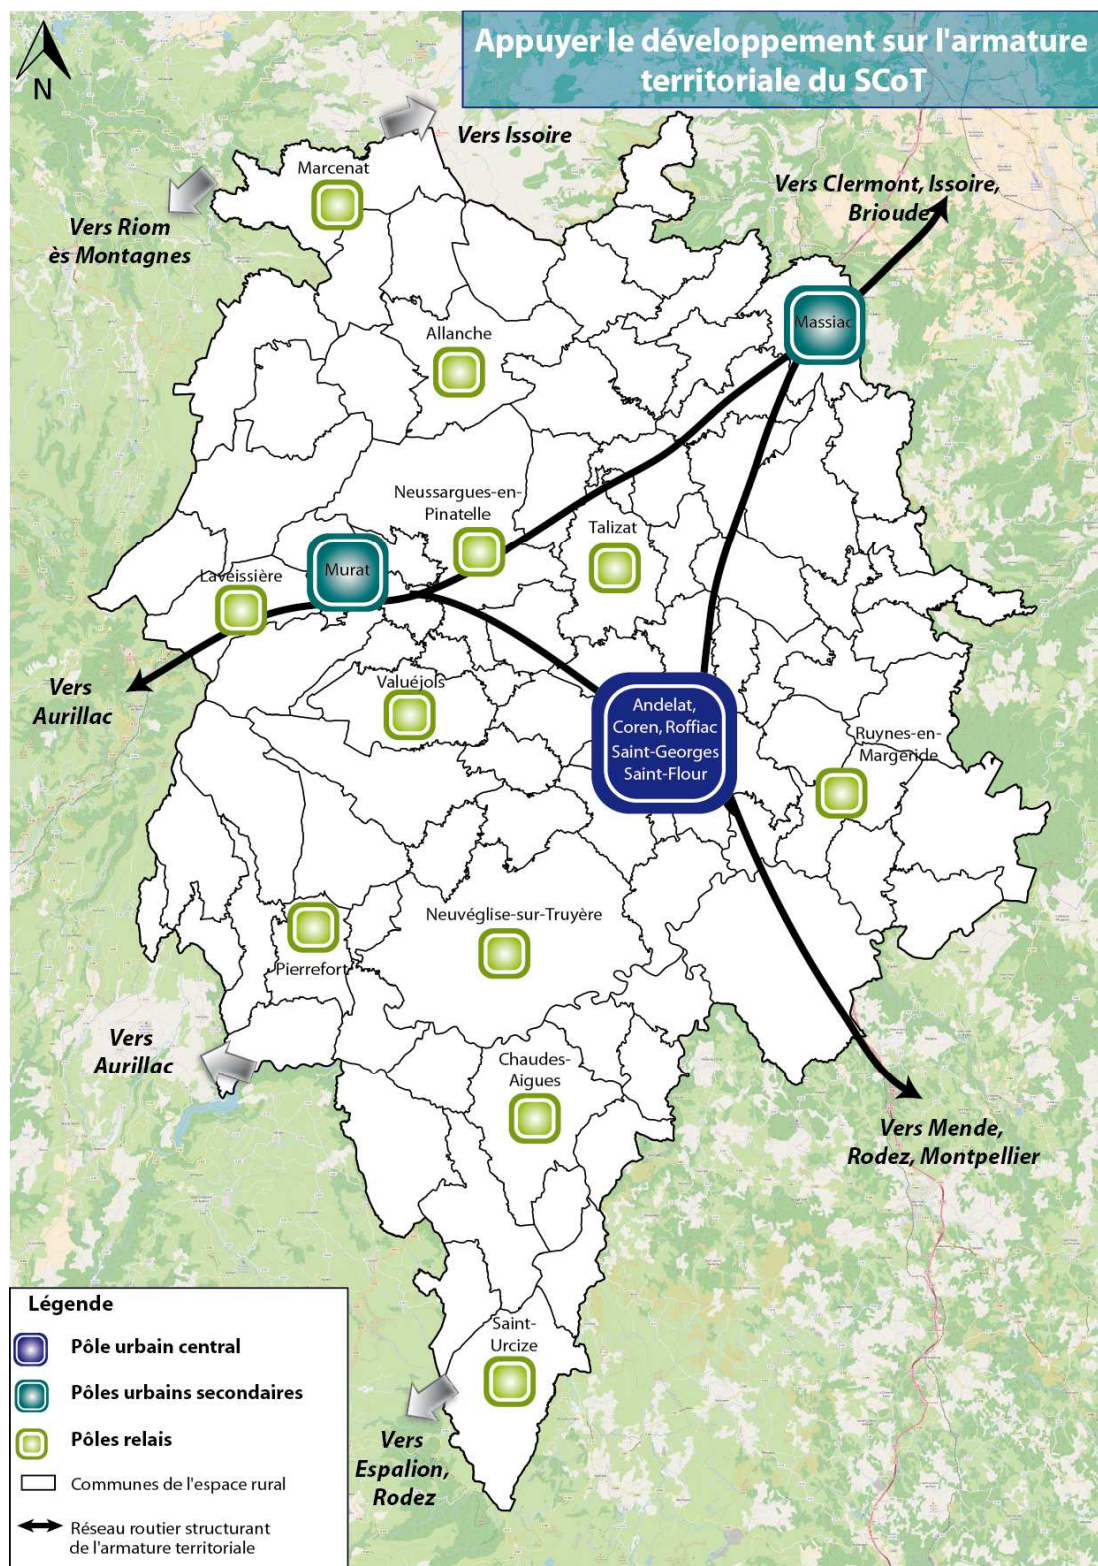 Appuyer le développement sur l'armature
territoriale du SCoT
N
Vers Issoire
Marcenat
Vers Clermont, Issoire,
Brioude
Vers Riom
ès Montagnes
Massiac
Allanche
Neussargues-en-
Pinatelle
Talizat
Murat
Laveissière
Valuéjols
Vers
Aurillac
Andelat,
Coren, Roffiac
Saint-Georges
Saint-Flour
Ruynes-en-
Margeride
Neuvéglise-sur-Truyère
Pierrefort
Vers
Aurillac
Chaudes-
Aigues
Vers Mende,
Rodez, Montpellier
Saint-
Urcize
Vers
Espalion,
Rodez
Légende
Pôle urbain central
Pôles urbains secondaires
Pôles relais
Communes de l'espace rural
Réseau routier structurant
de l'armature territoriale